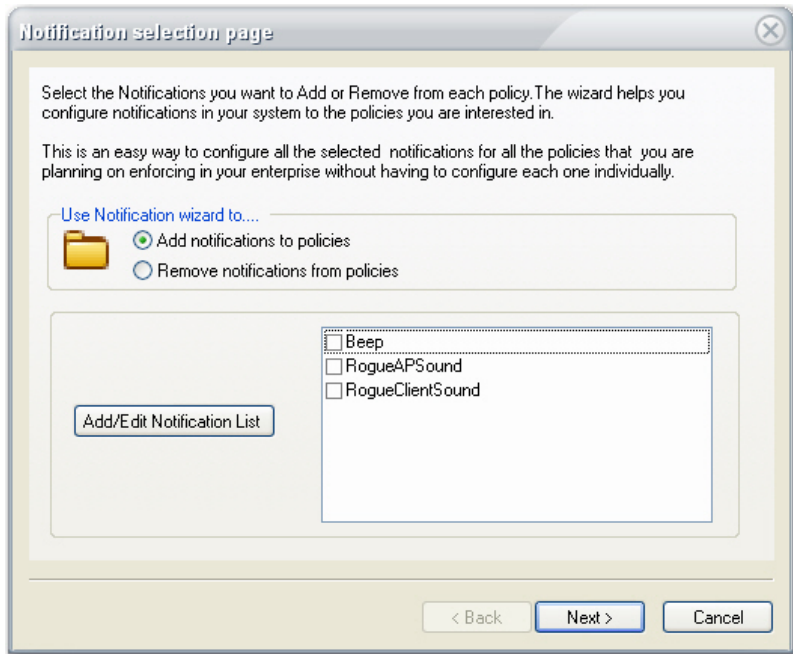 Notification selection page
Select the Notifications you want to Add or Remove from each policy.The wizard helps you
configure notifications in your system to the policies you are interested in.
This is an easy way to configure all the selected notifications for all the policies that you are
planning on enforcing in your enterprise without having to configure each one individually.
Use Notification wizard to....
Add notifications to policies
Remove notifications from policies
Beep
RogueAPSound
RogueClientSound
Add/Edit Notification List
< Back
Next >
Cancel